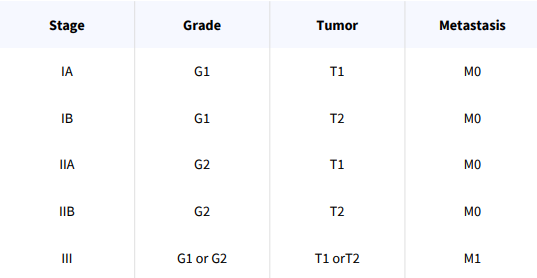 Stage Grade Tumor Metastasis
IA G1 T1 M0
IB G1 T2 M0
IIA G2 T1 M0
IIB G2 T2 M0
III G1 or G2 T1 orT2 M1